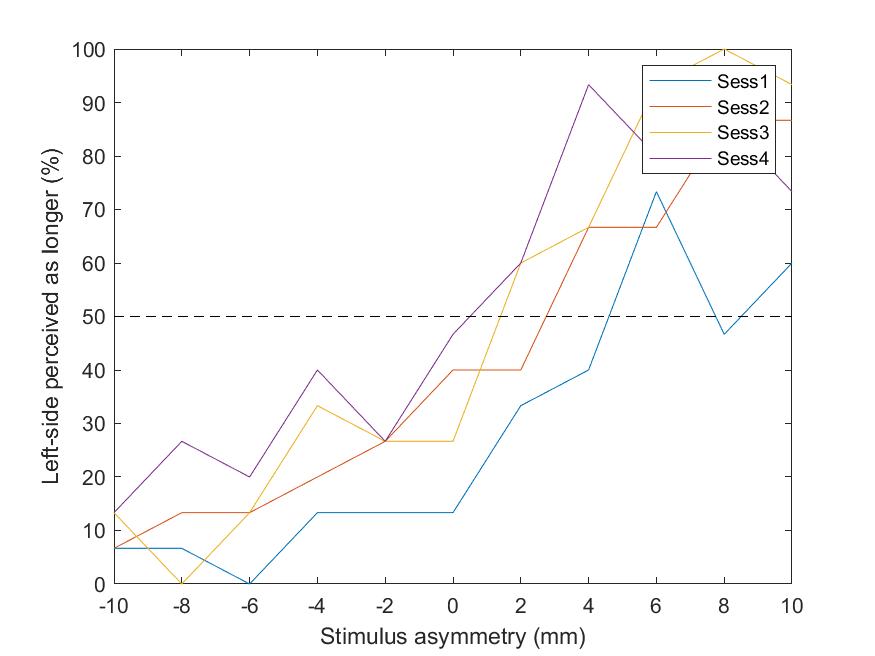 100
90
80
70
60
50
40
30
20
10
0
Left-side perceived as longer (%)
Sess1
Sess2
Sess3
Sess4
-10 -8 -6 -4 -2 0 2 4 6 8 10
Stimulus asymmetry (mm)